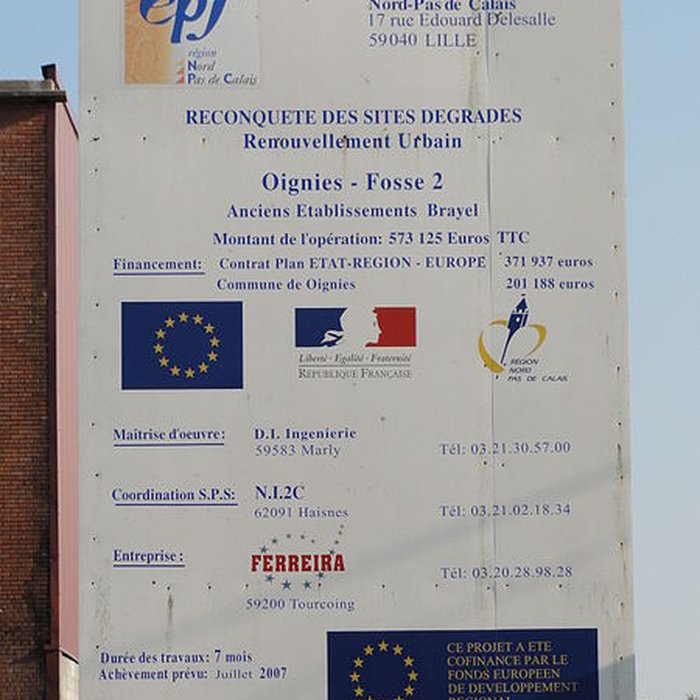 epf
région
Nord
Pas de Calais
Nord-Pas de Calais
17 rue Edouard Delesalle
59040 LILLE
RECONQUETE DES SITES DEGRADES
Renouvellement Urbain
Oignies - Fosse 2
Anciens Etablissements Brayel
Montant de l'opération: 573 125 Euros TTC
Financement: Contrat Plan ETAT-REGION - EUROPE 371 937 euros
Commune de Oignies 201 188 euros
Liberté • Egalité • Fraternité
RÉPUBLIQUE FRANÇAISE
RÉGION
NORD
PAS DE CALAIS
Maîtrise d'oeuvre: D.I. Ingenierie
59583 Marly Tél: 03.21.30.57.00
Coordination S.P.S: N.I.2C
62091 Haisnes Tél: 03.21.02.18.34
Entreprise : FERREIRA
Tél: 03.20.28.98.28
59200 Tourcoing
Durée des travaux: 7 mois
Achèvement prévu: Juillet 2007
CE PROJET A ETE
COFINANCE PAR LE
FONDS EUROPEEN
DE DEVELOPPEMENT
REGIONAL